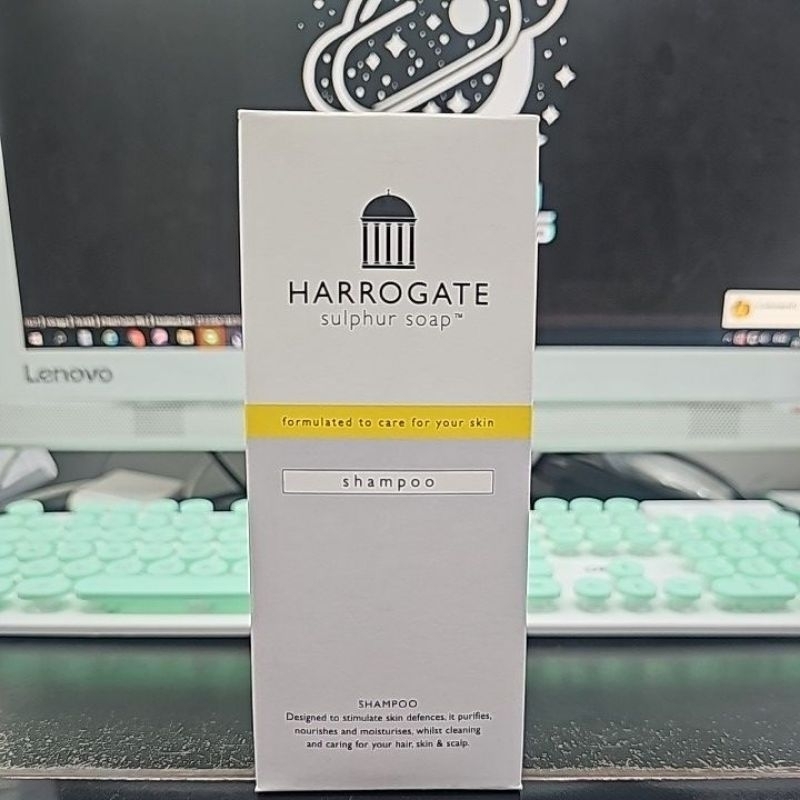 HARROGATE
sulphur soap™
Lenovo
formulated to care for your skin
shampoo
SHAMPOO
Designed to stimulate skin defences, it purifies,
nourishes and moisturises, whilst cleaning
and caring for your hair, skin & scalp.